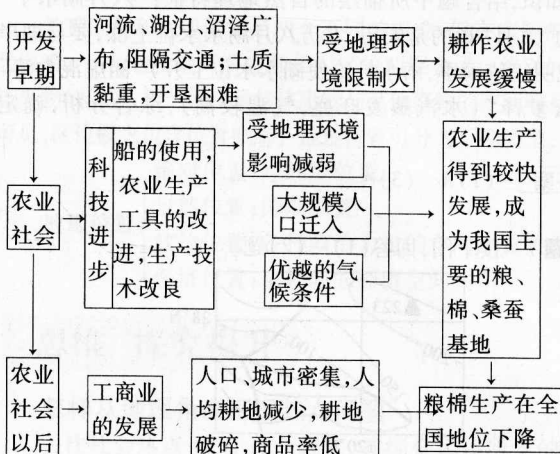 开发
早期
河流、湖泊、沼泽广
布,阻隔交通;土质
黏重,开垦困难
受地理环
境限制大
耕作农业
发展缓慢
农业
社会
科
技
进
步
船的使用,
农业生产
工具的改
进,生产技
术改良
受地理环境
影响减弱
大规模人
口迁入
优越的气
候条件
农业生产
得到较快
发展,成
为我国主
要的粮、
棉、桑蚕
基地
农业
社会
以后
工商业
的发展
人口、城市密集,人
均耕地减少,耕地
破碎,商品率低
粮棉生产在全
国地位下降